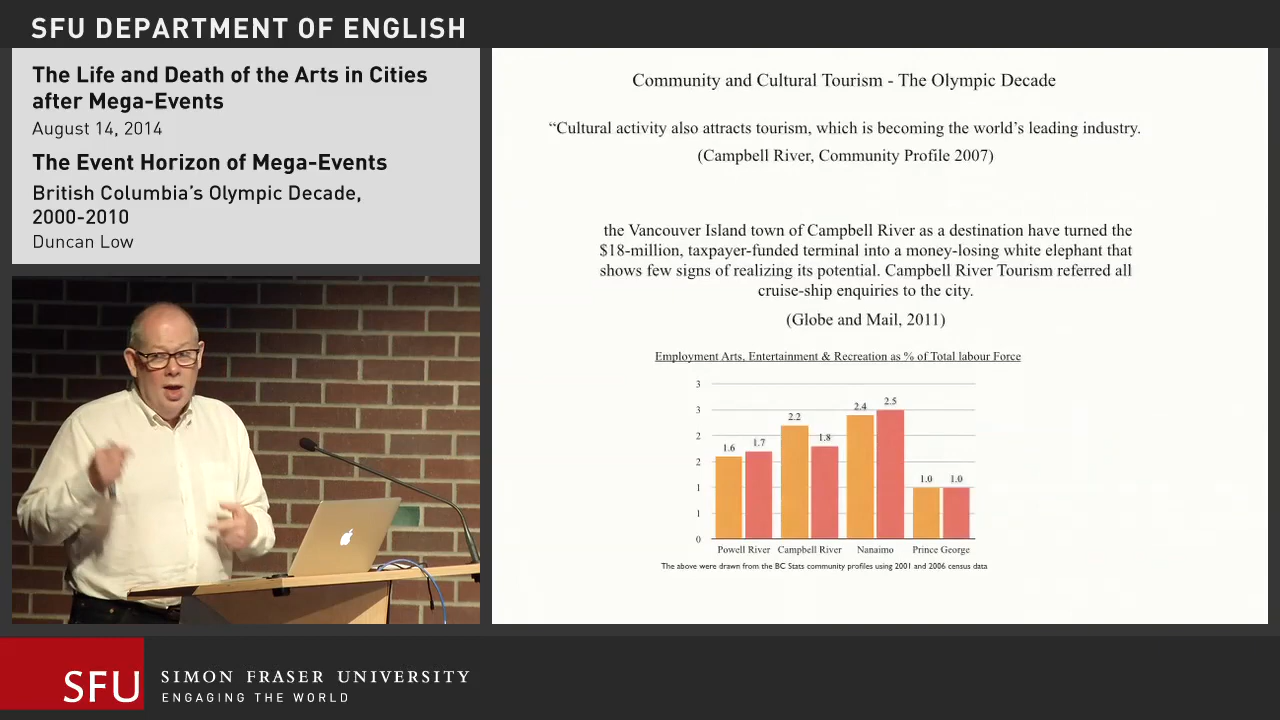 SFU DEPARTMENT OF ENGLISH
The Life and Death of the Arts in Cities
after Mega-Events
August 14, 2014
The Event Horizon of Mega-Events
British Columbia's Olympic Decade,
2000-2010
Duncan Low
Community and Cultural Tourism - The Olympic Decade
“Cultural activity also attracts tourism, which is becoming the world’s leading industry.
(Campbell River, Community Profile 2007)
the Vancouver Island town of Campbell River as a destination have turned the
$18-million, taxpayer-funded terminal into a money-losing white elephant that
shows few signs of realizing its potential. Campbell River Tourism referred all
cruise-ship enquiries to the city.
(Globe and Mail, 2011)
Employment Arts, Entertainment & Recreation as % of Total labour Force
3
3
2
2
1
1
0
1.6
1.7
2.2
1.8
2.4
2.5
1.0
1.0
Powell River
Campbell River
Nanaimo
Prince George
The above were drawn from the BC Stats community profiles using 2001 and 2006 census data
SFU
SIMON FRASER UNIVERSITY
ENGAGING THE WORLD